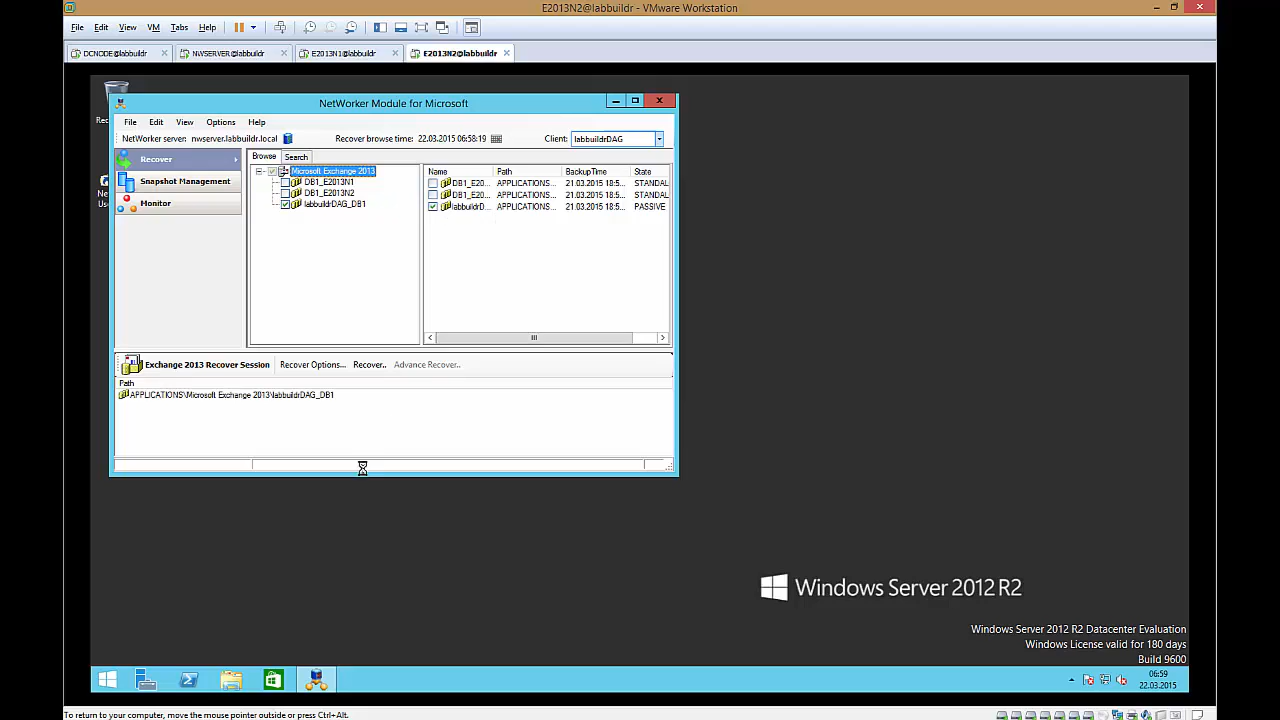 E2013N2@labbuildr - VMware Workstation
File Edit View VM Tabs Help
DCNODE@labbuildr NWSERVER@labbuildr E2013N1@labbuildr E2013N2@labbuildr
NetWorker Module for Microsoft
File Edit View Options Help
NetWorker server: nwserver.labbuildr.local Recover browse time: 22.03.2015 06:58:19 Client: labbuildrDAG
Recover
Snapshot Management
Monitor
Browse Search
Microsoft Exchange 2013
DB1_E2013N1
DB1_E2013N2
labbuildrDAG_DB1
Name Path BackupTime State
DB1_E20... APPLICATIONS... 21.03.2015 18:5... STANDAL
DB1_E20... APPLICATIONS... 21.03.2015 18:5... STANDAL
labbuildrD... APPLICATIONS... 21.03.2015 18:5... PASSIVE
Exchange 2013 Recover Session Recover Options... Recover.. Advance Recover..
Path
APPLICATIONS\Microsoft Exchange 2013\labbuildrDAG_DB1
Windows Server 2012 R2
Windows Server 2012 R2 Datacenter Evaluation
Windows License valid for 180 days
Build 9600
06:59
22.03.2015
To return to your computer, move the mouse pointer outside or press Ctrl+Alt.